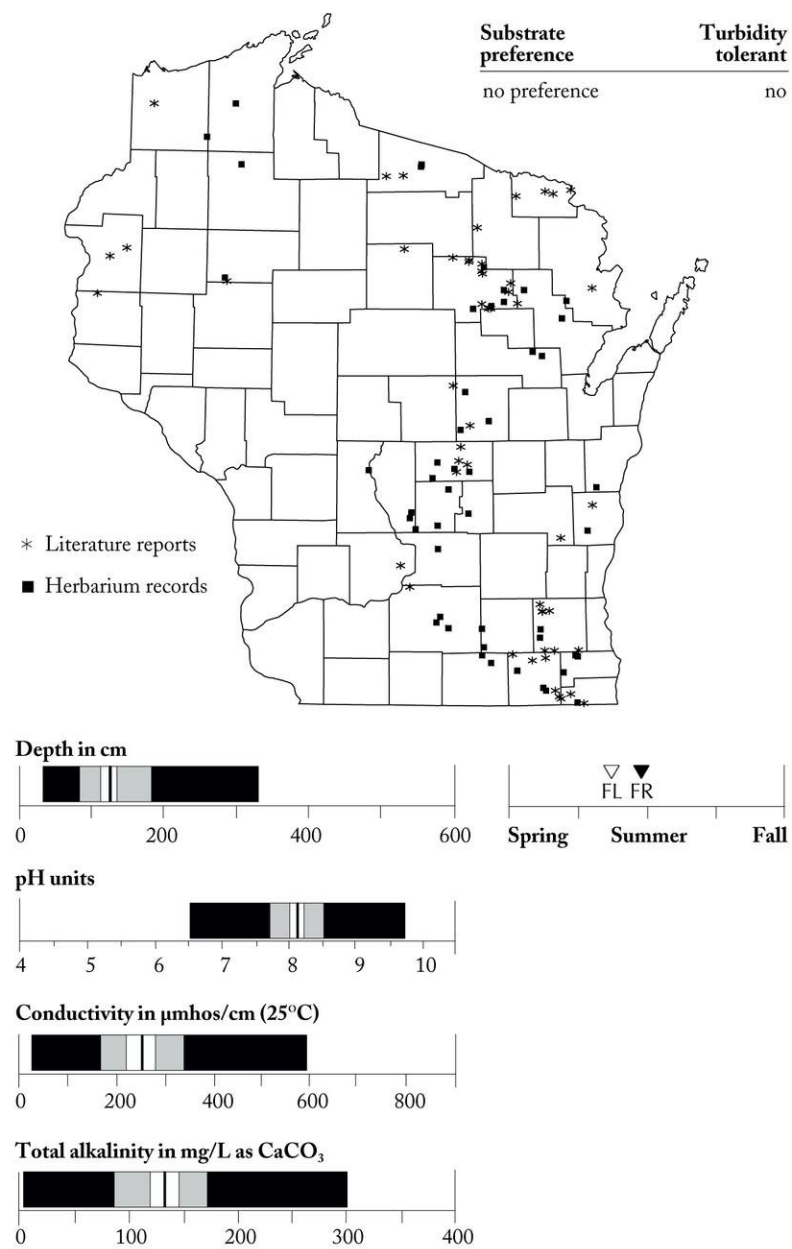 Substrate preference
Turbidity tolerant
no preference
no
Literature reports
Herbarium records
Depth in cm
0 200 400 600
FL FR
Spring Summer Fall
pH units
4 5 6 7 8 9 10
Conductivity in µmhos/cm (25°C)
0 200 400 600 800
Total alkalinity in mg/L as CaCO₃
0 100 200 300 400